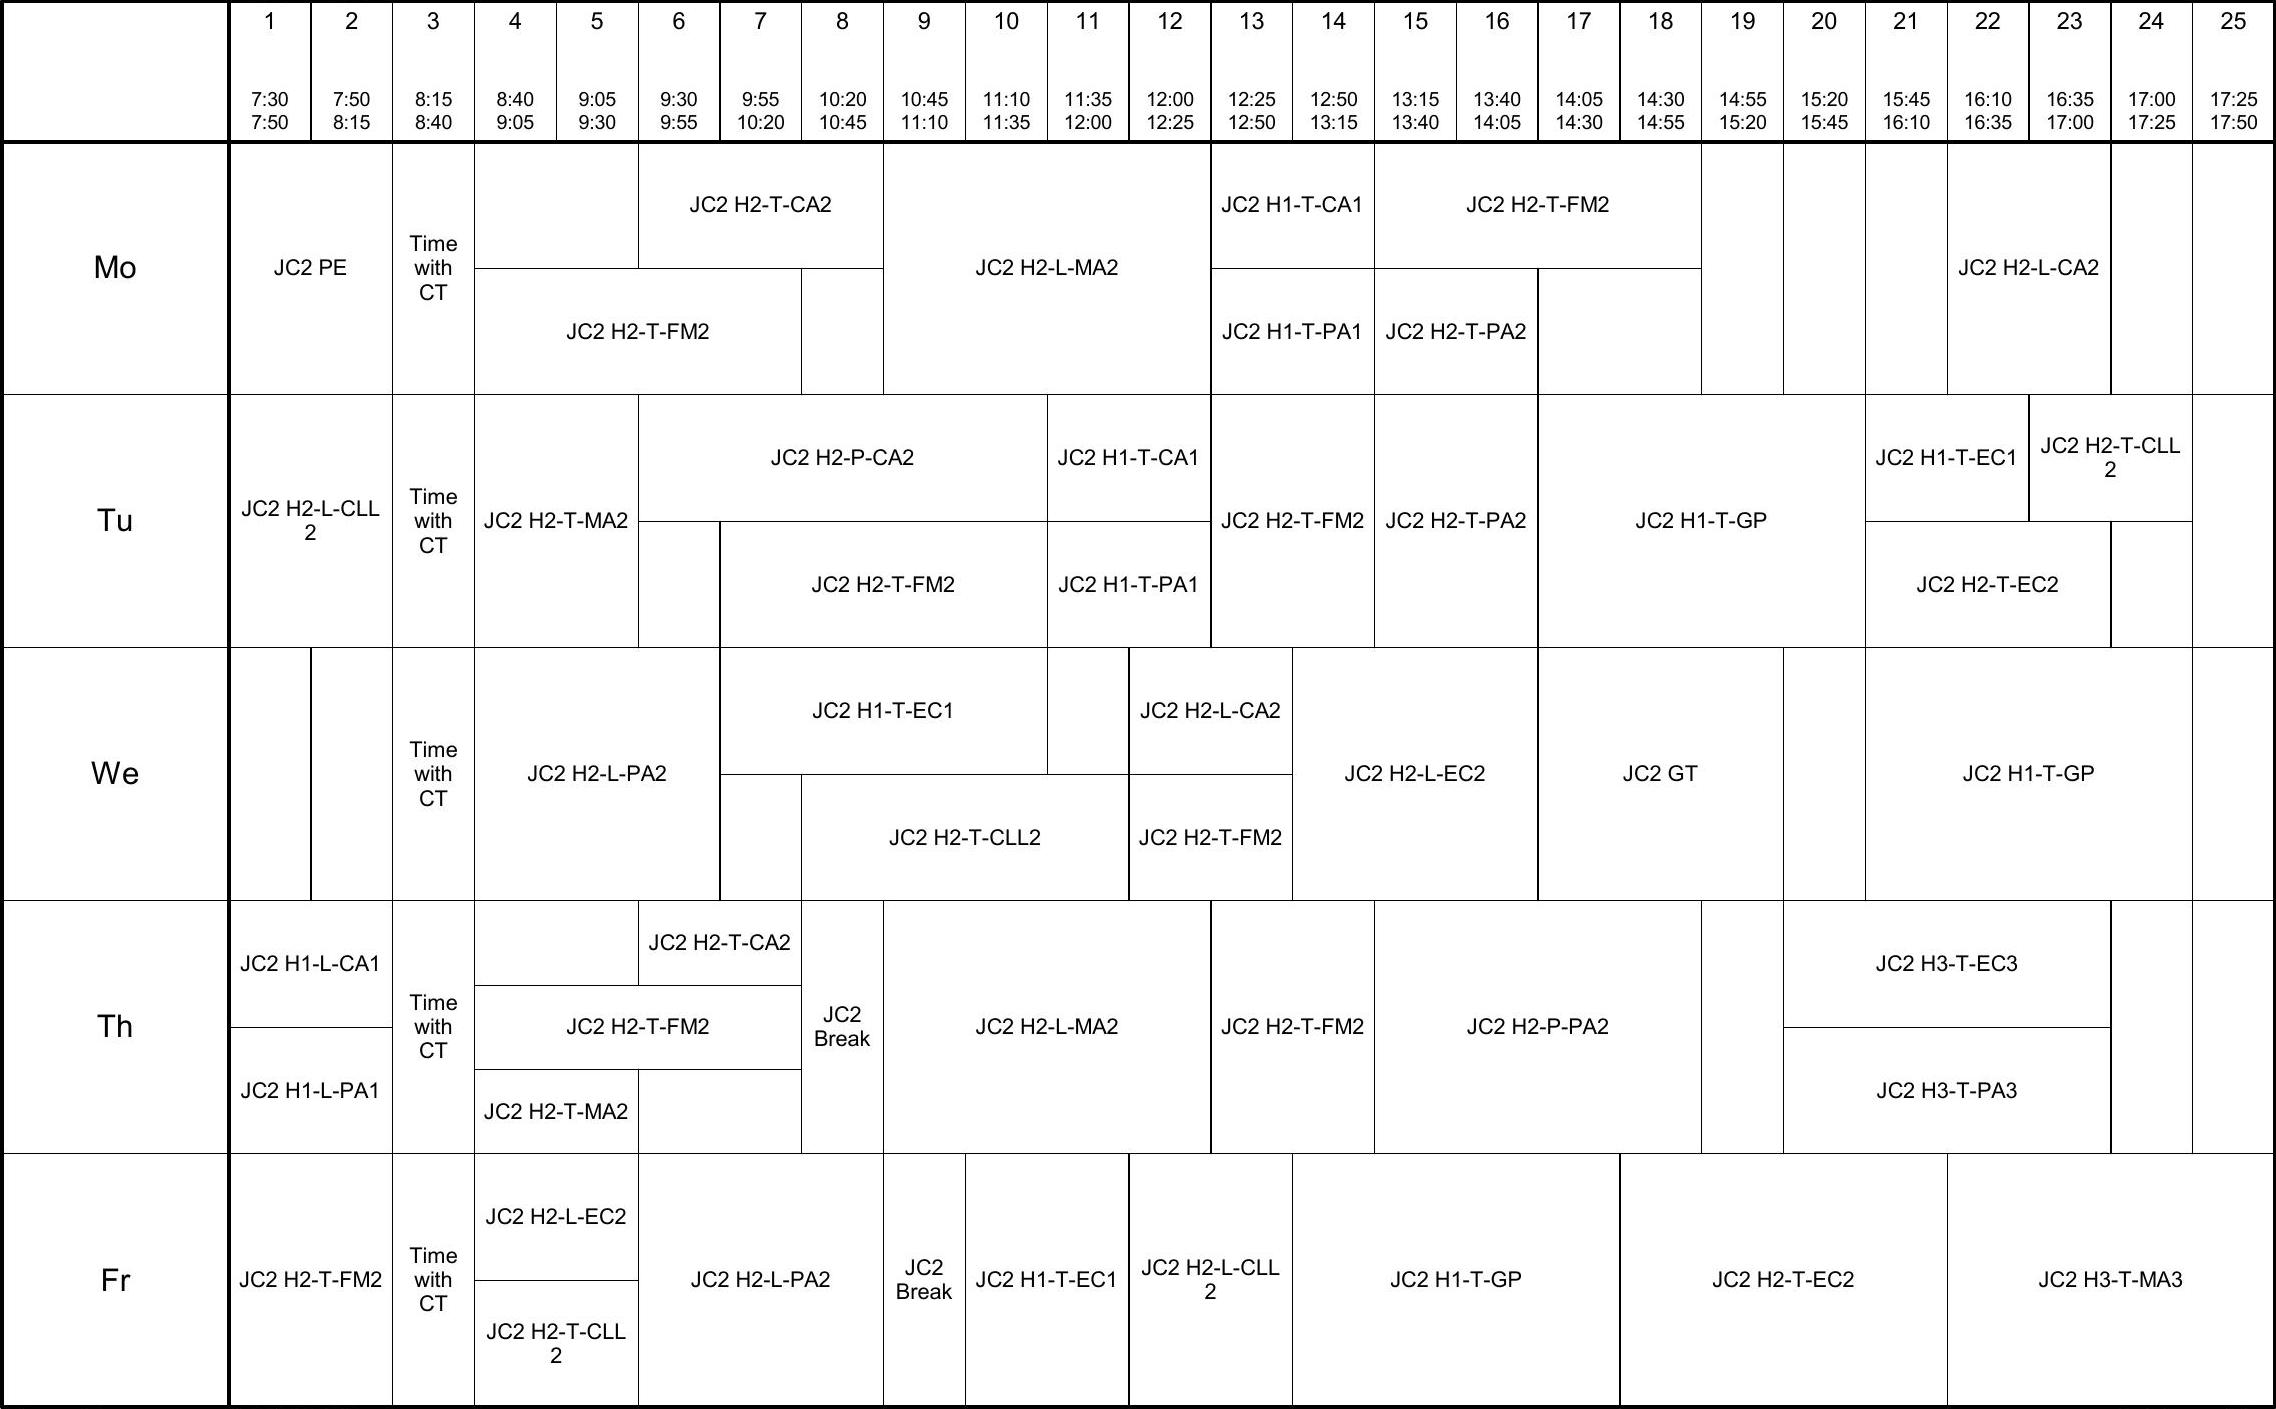 1 2 3 4 5 6 7 8 9 10 11 12 13 14 15 16 17 18 19 20 21 22 23 24 25
7:30 7:50 8:15 8:40 9:05 9:30 9:55 10:20 10:45 11:10 11:35 12:00 12:25 12:50 13:15 13:40 14:05 14:30 14:55 15:20 15:45 16:10 16:35 17:00 17:25
7:50 8:15 8:40 9:05 9:30 9:55 10:20 10:45 11:10 11:35 12:00 12:25 12:50 13:15 13:40 14:05 14:30 14:55 15:20 15:45 16:10 16:35 17:00 17:25 17:50
Mo
JC2 PE
Time
with
CT
JC2 H2-T-CA2
JC2 H2-T-FM2
JC2 H2-L-MA2
JC2 H1-T-CA1
JC2 H1-T-PA1
JC2 H2-T-FM2
JC2 H2-T-PA2
JC2 H2-L-CA2
Tu
JC2 H2-L-CLL
2
Time
with
CT
JC2 H2-T-MA2
JC2 H2-P-CA2
JC2 H2-T-FM2
JC2 H1-T-CA1
JC2 H1-T-PA1
JC2 H2-T-FM2
JC2 H2-T-PA2
JC2 H1-T-GP
JC2 H1-T-EC1
JC2 H2-T-CLL
2
JC2 H2-T-EC2
We
Time
with
CT
JC2 H2-L-PA2
JC2 H1-T-EC1
JC2 H2-T-CLL2
JC2 H2-L-CA2
JC2 H2-T-FM2
JC2 H2-L-EC2
JC2 GT
JC2 H1-T-GP
Th
JC2 H1-L-CA1
JC2 H1-L-PA1
Time
with
CT
JC2 H2-T-CA2
JC2 H2-T-FM2
JC2 H2-T-MA2
JC2
Break
JC2 H2-L-MA2
JC2 H2-T-FM2
JC2 H2-P-PA2
JC2 H3-T-EC3
JC2 H3-T-PA3
Fr
JC2 H2-T-FM2
Time
with
CT
JC2 H2-L-EC2
JC2 H2-T-CLL
2
JC2 H2-L-PA2
JC2
Break
JC2 H1-T-EC1
JC2 H2-L-CLL
2
JC2 H1-T-GP
JC2 H2-T-EC2
JC2 H3-T-MA3